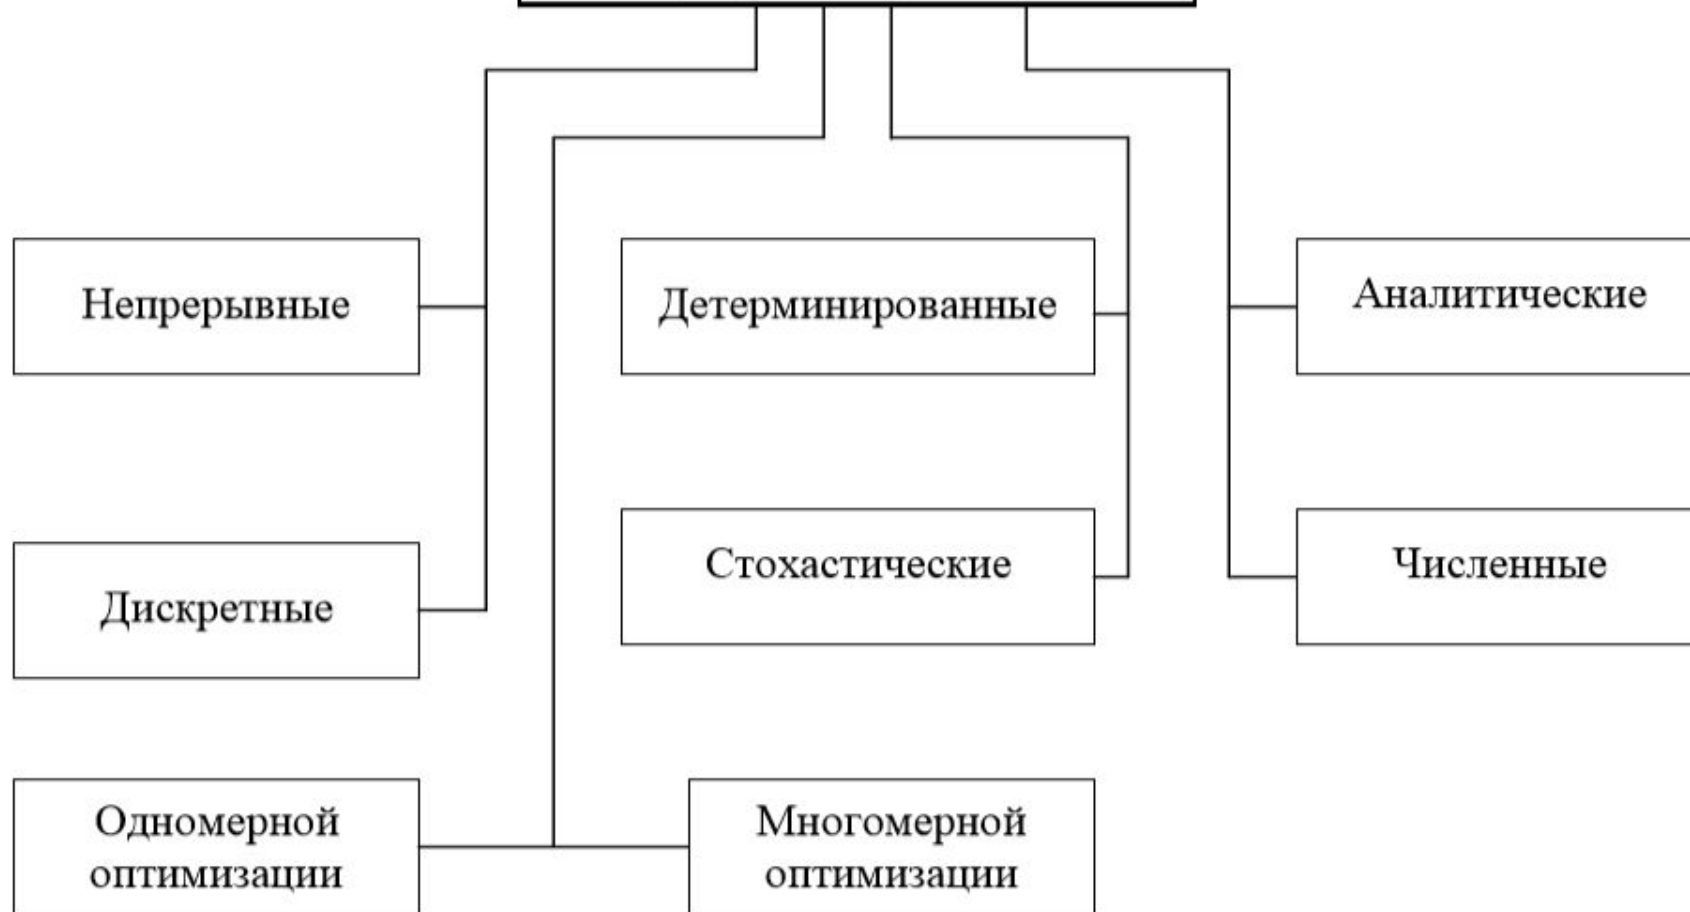 Непрерывные
Детерминированные
Аналитические
Дискретные
Стохастические
Численные
Одномерной
оптимизации
Многомерной
оптимизации